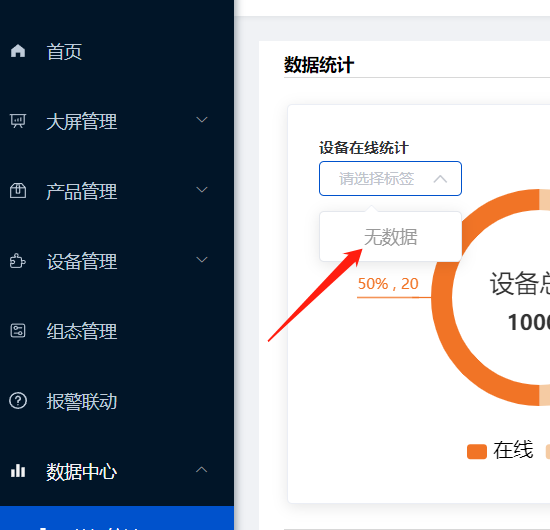 首页
大屏管理
产品管理
设备管理
组态管理
报警联动
数据中心
数据统计
设备在线统计
请选择标签
无数据
50% , 20
设备总
1000
在线